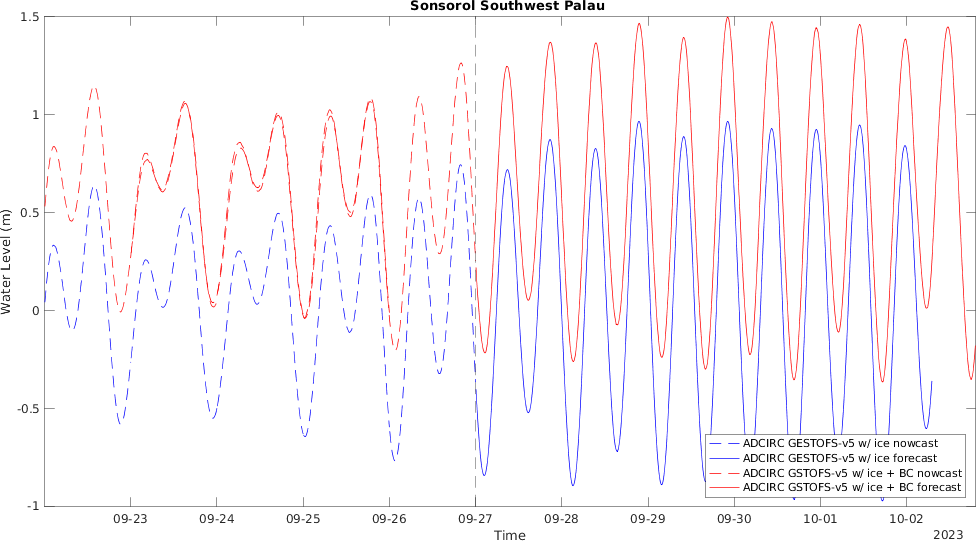 Sonsorol Southwest Palau
1.5
1
0.5
0
-0.5
-1
Water Level (m)
ADCIRC GESTOFS-v5 w/ ice nowcast
ADCIRC GESTOFS-v5 w/ ice forecast
ADCIRC GSTOFS-v5 w/ ice + BC nowcast
ADCIRC GSTOFS-v5 w/ ice + BC forecast
09-23 09-24 09-25 09-26 09-27 09-28 09-29 09-30 10-01 10-02
Time
2023